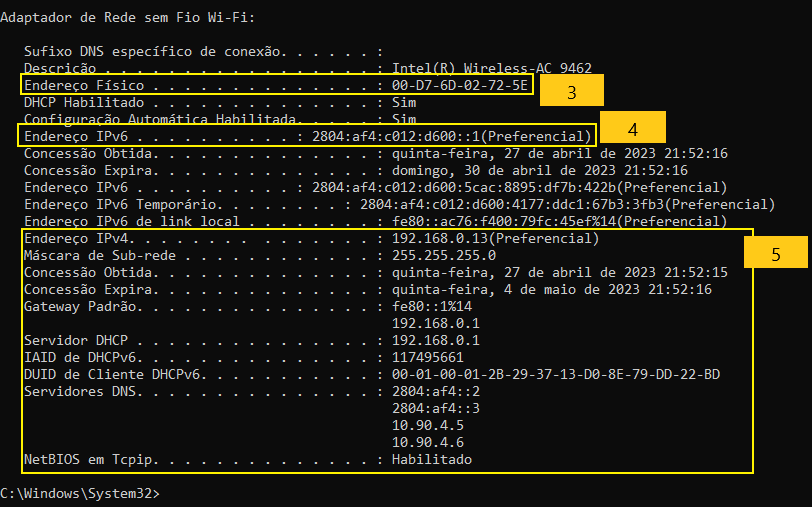 Adaptador de Rede sem Fio Wi-Fi:
Sufixo DNS específico de conexão. . . . . . :
Descrição . . . . . . . . . . . . . . . . . : Intel(R) Wireless-AC 9462
Endereço Físico . . . . . . . . . . . . . . : 00-D7-6D-02-72-5E
3
DHCP Habilitado . . . . . . . . . . . . . . : Sim
Configuração Automática Habilitada. . . . . : Sim
Endereço IPv6 . . . . . . . . . . : 2804:af4:c012:d600::1(Preferencial)
4
Concessão Obtida. . . . . . . . . . . . . . : quinta-feira, 27 de abril de 2023 21:52:16
Concessão Expira. . . . . . . . . . . . . . : domingo, 30 de abril de 2023 21:52:16
Endereço IPv6 . . . . . . . . . . : 2804:af4:c012:d600:5cac:8895:df7b:422b(Preferencial)
Endereço IPv6 Temporário. . . . . . . . . : 2804:af4:c012:d600:4177:ddc1:67b3:3fb3(Preferencial)
Endereço IPv6 de link local . . . . . . . . : fe80::ac76:f400:79fc:45ef%14(Preferencial)
Endereço IPv4. . . . . . . . . . . . . . . : 192.168.0.13(Preferencial)
5
Máscara de Sub-rede . . . . . . . . . . . . : 255.255.255.0
Concessão Obtida. . . . . . . . . . . . . . : quinta-feira, 27 de abril de 2023 21:52:15
Concessão Expira. . . . . . . . . . . . . . : quinta-feira, 4 de maio de 2023 21:52:16
Gateway Padrão. . . . . . . . . . . . . . . : fe80::1%14
192.168.0.1
Servidor DHCP . . . . . . . . . . . . . . . : 192.168.0.1
IAID de DHCPv6. . . . . . . . . . . . . . . : 117495661
DUID de Cliente DHCPv6. . . . . . . . . . . : 00-01-00-01-2B-29-37-13-D0-8E-79-DD-22-BD
Servidores DNS. . . . . . . . . . . . . . . : 2804:af4::2
2804:af4::3
10.90.4.5
10.90.4.6
NetBIOS em Tcpip. . . . . . . . . . . . . . : Habilitado
C:\Windows\System32>